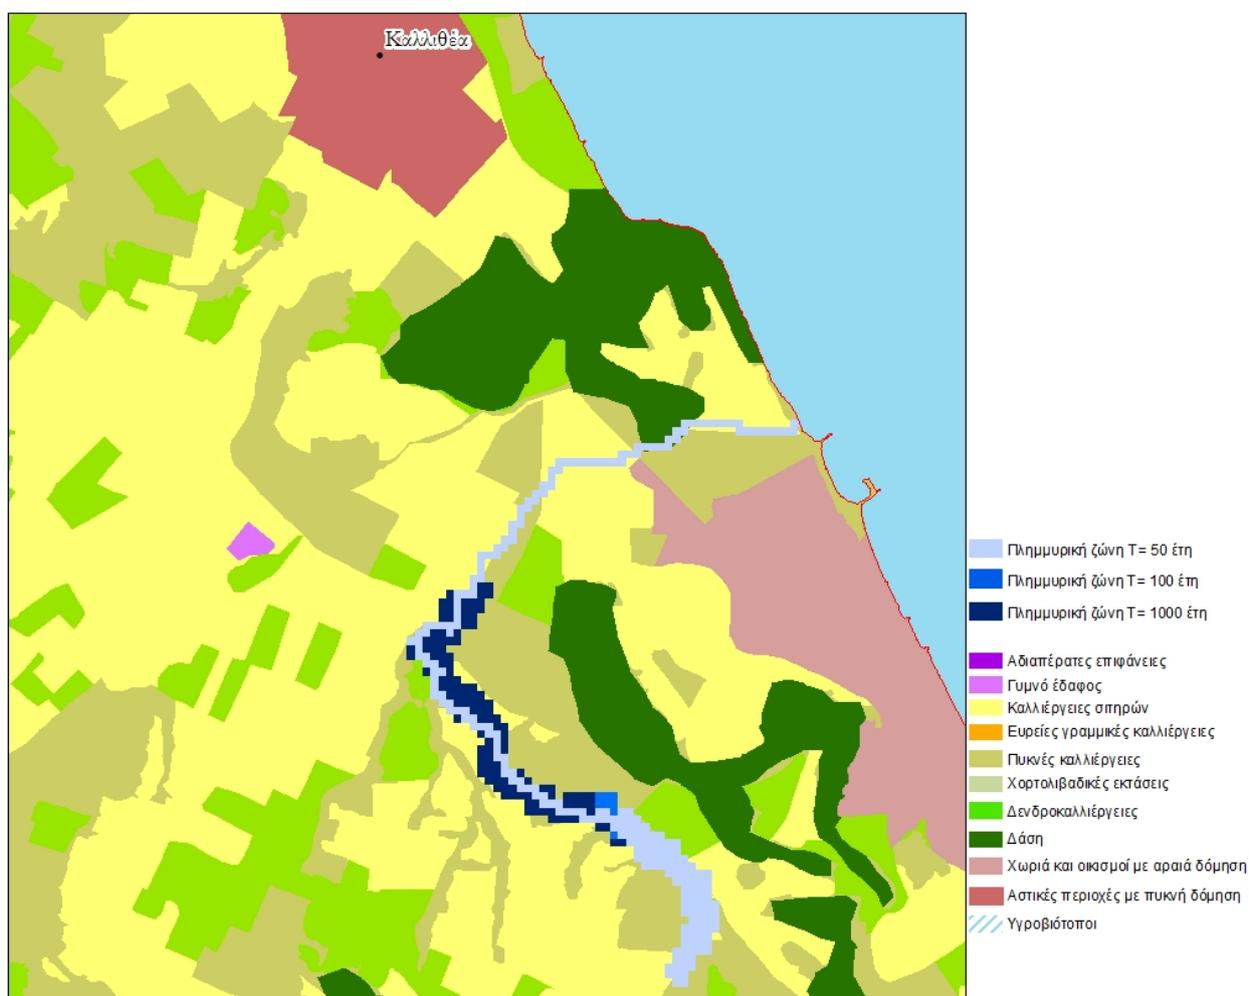 Καλλιθέα
Πλημμυρική ζώνη T= 50 έτη
Πλημμυρική ζώνη T= 100 έτη
Πλημμυρική ζώνη T= 1000 έτη
Αδιαπέρατες επιφάνειες
Γυμνό έδαφος
Καλλιέργειες σιτηρών
Ευρείες γραμμικές καλλιέργειες
Πυκνές καλλιέργειες
Χορτολιβαδικές εκτάσεις
Δενδροκαλλιέργειες
Δάση
Χωριά και οικισμοί με αραιά δόμηση
Αστικές περιοχές με πυκνή δόμηση
Υγροβιότοποι